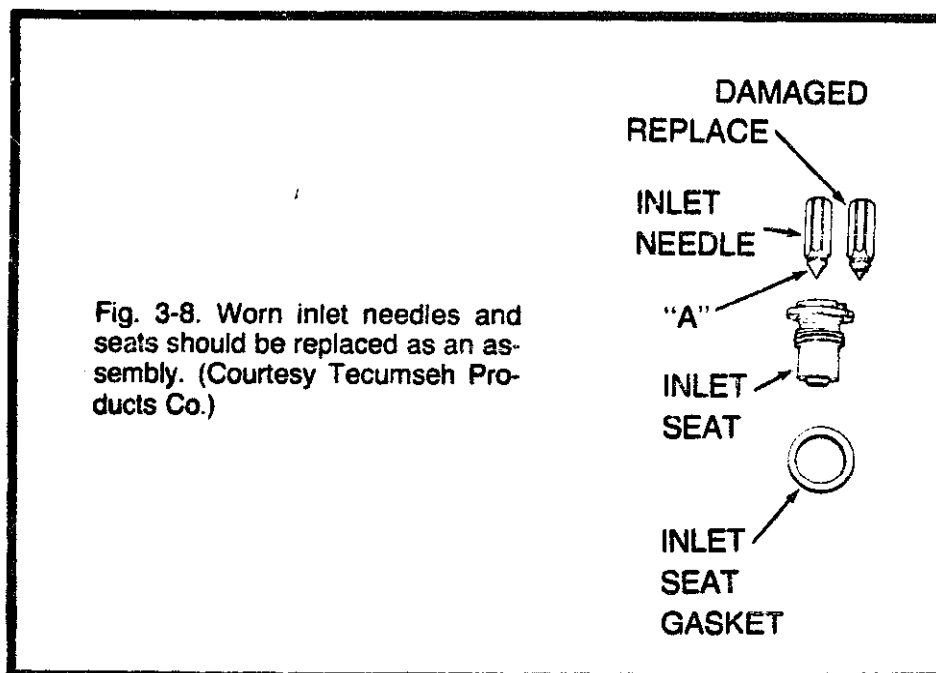 DAMAGED
REPLACE
INLET
NEEDLE
"A"
INLET
SEAT
INLET
SEAT
GASKET
Fig. 3-8. Worn inlet needles and
seats should be replaced as an as-
sembly. (Courtesy Tecumseh Pro-
ducts Co.)